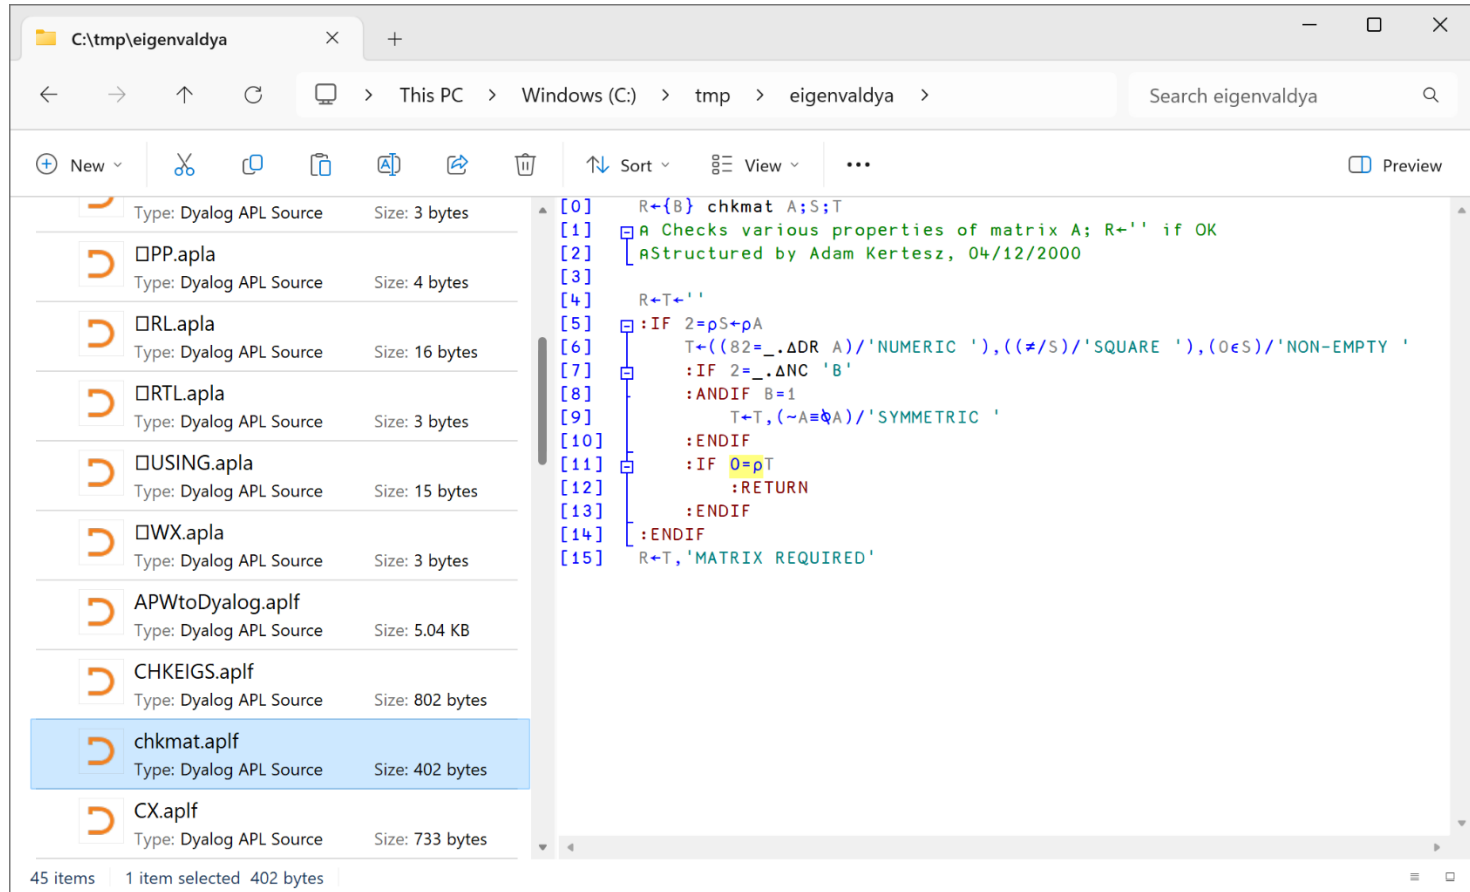 C:\tmp\eigenvaldya
This PC > Windows (C:) > tmp > eigenvaldya >
Search eigenvaldya
New
Sort
View
Preview
Type: Dyalog APL Source Size: 3 bytes
⎕PP.apla
Type: Dyalog APL Source Size: 4 bytes
⎕RL.apla
Type: Dyalog APL Source Size: 16 bytes
⎕RTL.apla
Type: Dyalog APL Source Size: 3 bytes
⎕USING.apla
Type: Dyalog APL Source Size: 15 bytes
⎕WX.apla
Type: Dyalog APL Source Size: 3 bytes
APWtoDyalog.aplf
Type: Dyalog APL Source Size: 5.04 KB
CHKEIGS.aplf
Type: Dyalog APL Source Size: 802 bytes
chkmat.aplf
Type: Dyalog APL Source Size: 402 bytes
CX.aplf
Type: Dyalog APL Source Size: 733 bytes
[0] R←{B} chkmat A;S;T
[1] ⍝ Checks various properties of matrix A; R←'' if OK
[2] ⍝Structured by Adam Kertesz, 04/12/2000
[3]
[4] R←T←''
[5] :IF 2=⍴S←⍴A
[6] T←((82=_.∆DR A)/'NUMERIC '),((≠/S)/'SQUARE '),(0∊S)/'NON-EMPTY '
[7] :IF 2=_.∆NC 'B'
[8] :ANDIF B=1
[9] T←T,(~A≡⍉A)/'SYMMETRIC '
[10] :ENDIF
[11] :IF 0=⍴T
[12] :RETURN
[13] :ENDIF
[14] :ENDIF
[15] R←T,'MATRIX REQUIRED'
45 items 1 item selected 402 bytes